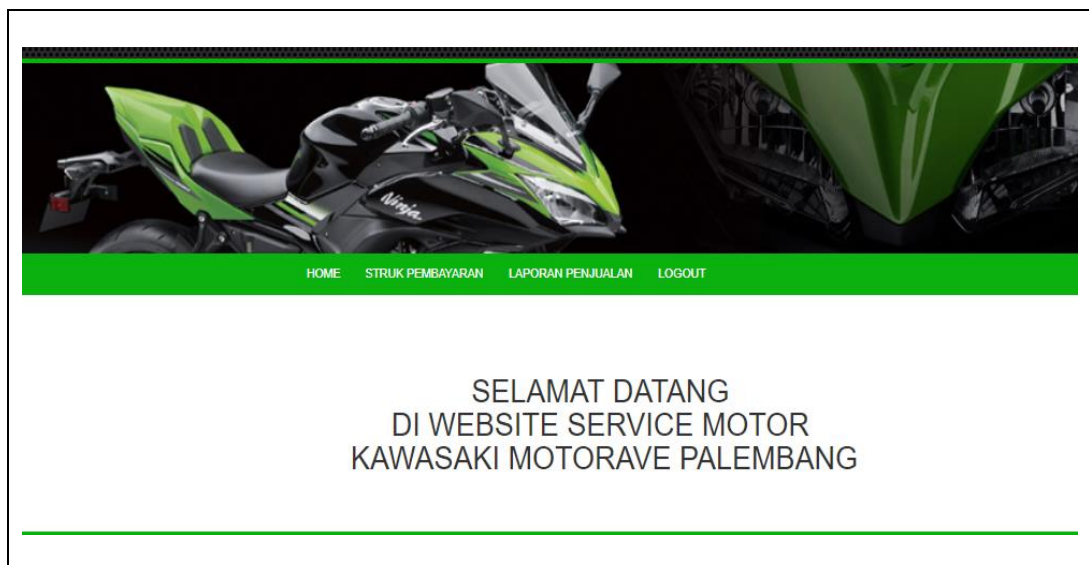 Ninja
HOME STRUK PEMBAYARAN LAPORAN PENJUALAN LOGOUT
SELAMAT DATANG
DI WEBSITE SERVICE MOTOR
KAWASAKI MOTORAVE PALEMBANG